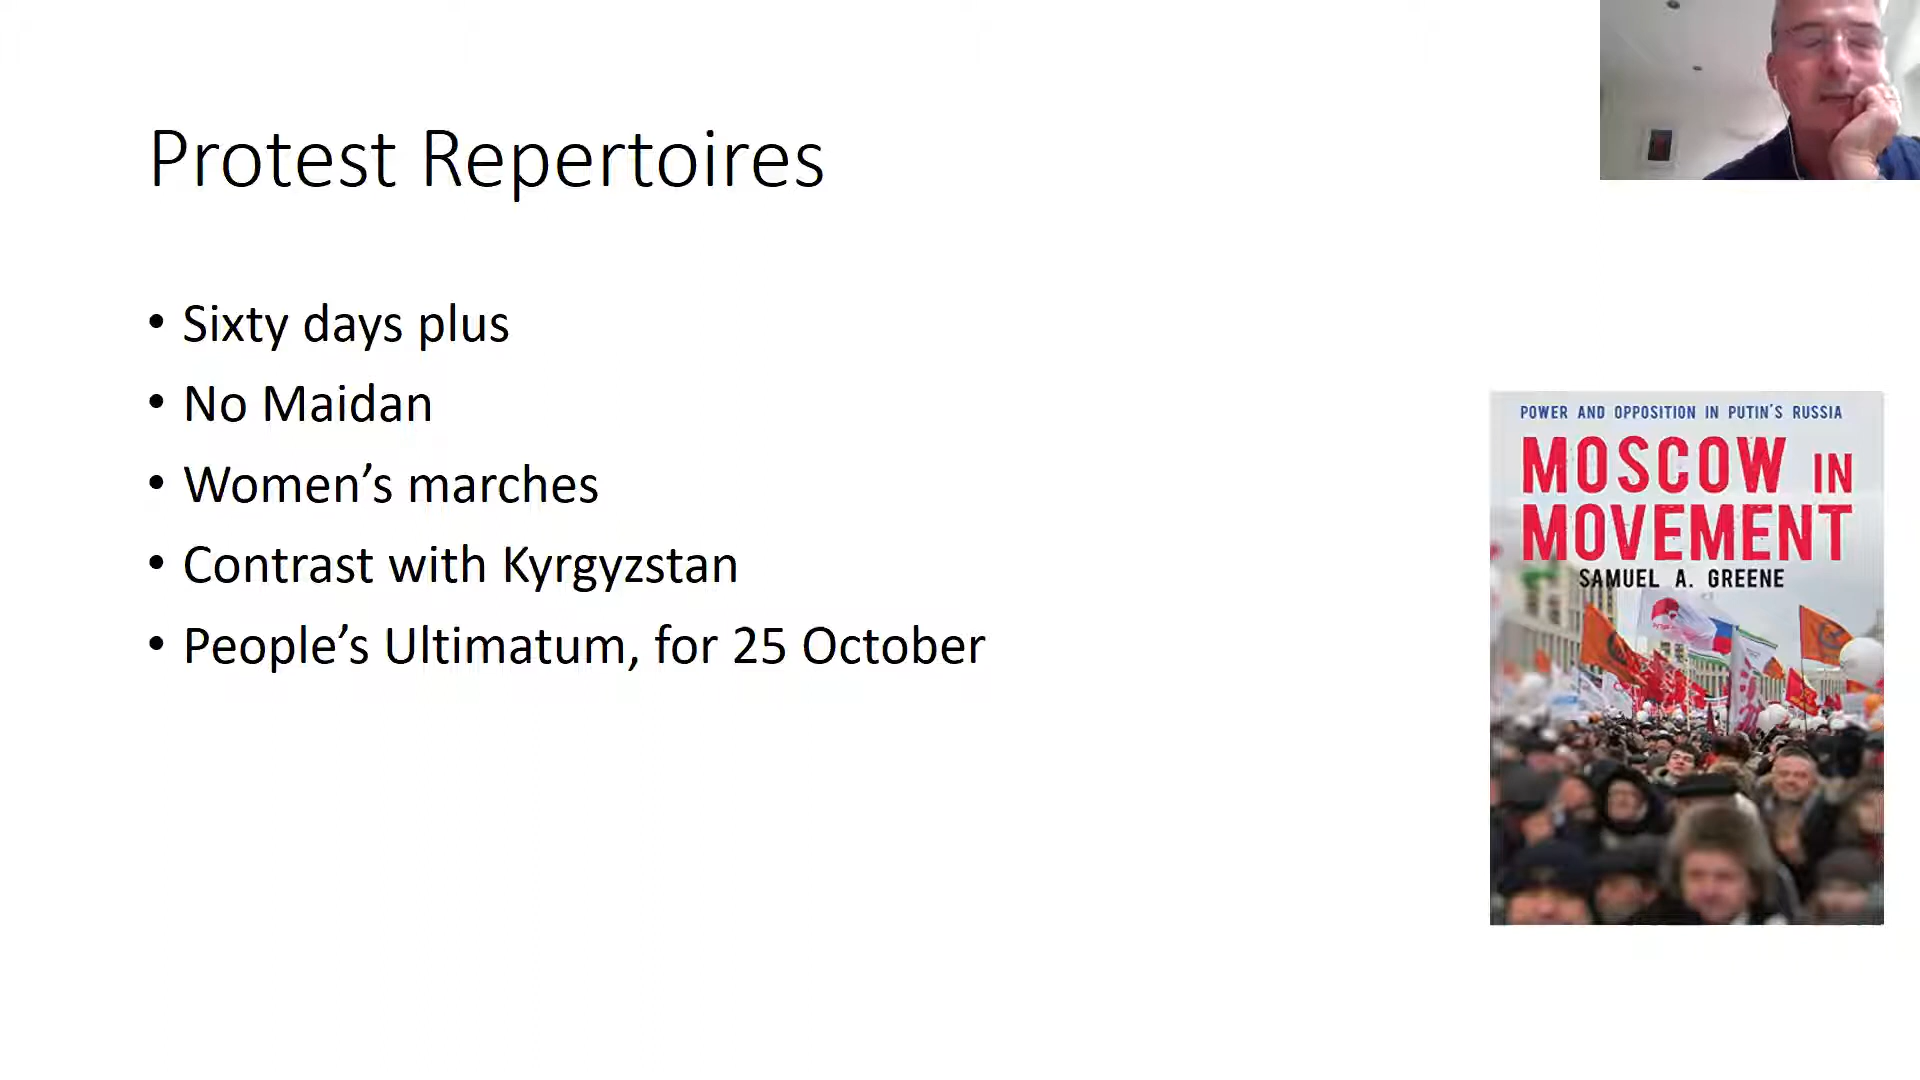 Protest Repertoires
• Sixty days plus
• No Maidan
• Women’s marches
• Contrast with Kyrgyzstan
• People’s Ultimatum, for 25 October
POWER AND OPPOSITION IN PUTIN'S RUSSIA
MOSCOW IN
MOVEMENT
SAMUEL A. GREENE